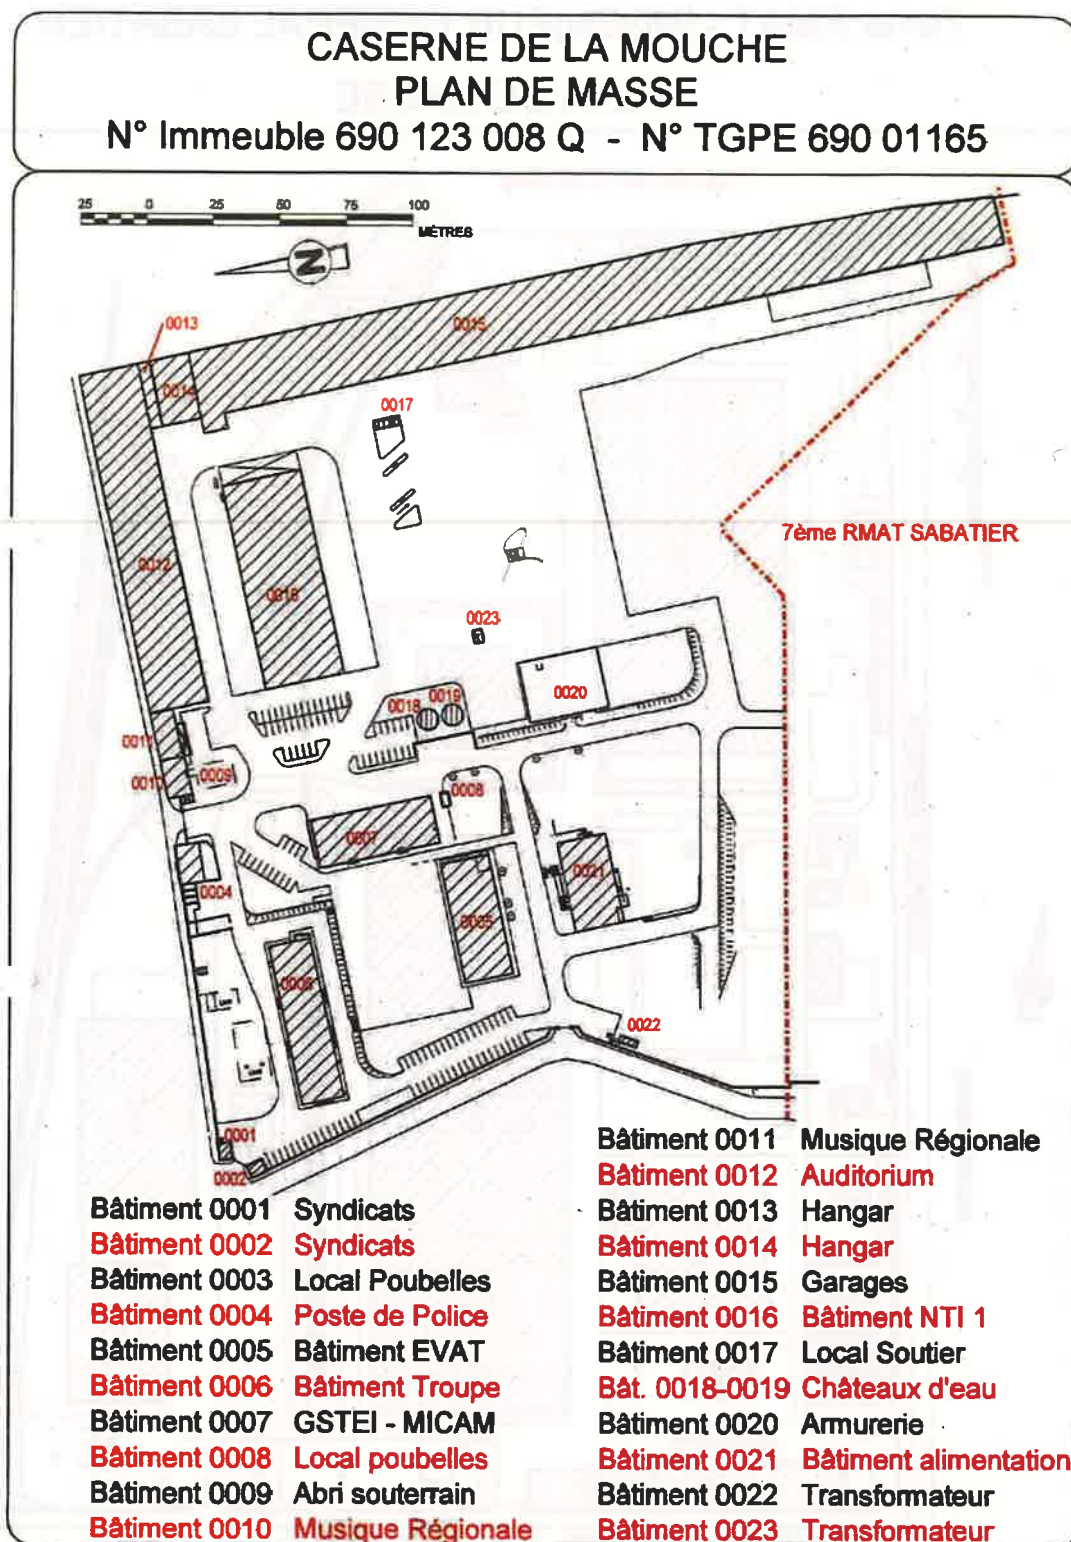 CASERNE DE LA MOUCHE
PLAN DE MASSE
N° Immeuble 690 123 008 Q - N° TGPE 690 01165
25 0 25 50 75 100
MÈTRES
N
0013
0015
0014
0017
7ème RMAT SABATIER
0012
0016
0023
0020
0018
0019
0011
0009
0010
0008
0007
0021
0004
0005
0006
0022
0001
0002
Bâtiment 0001 Syndicats
Bâtiment 0002 Syndicats
Bâtiment 0003 Local Poubelles
Bâtiment 0004 Poste de Police
Bâtiment 0005 Bâtiment EVAT
Bâtiment 0006 Bâtiment Troupe
Bâtiment 0007 GSTEI - MICAM
Bâtiment 0008 Local poubelles
Bâtiment 0009 Abri souterrain
Bâtiment 0010 Musique Régionale
Bâtiment 0011 Musique Régionale
Bâtiment 0012 Auditorium
Bâtiment 0013 Hangar
Bâtiment 0014 Hangar
Bâtiment 0015 Garages
Bâtiment 0016 Bâtiment NTI 1
Bâtiment 0017 Local Soutier
Bât. 0018-0019 Châteaux d'eau
Bâtiment 0020 Armurerie
Bâtiment 0021 Bâtiment alimentation
Bâtiment 0022 Transformateur
Bâtiment 0023 Transformateur